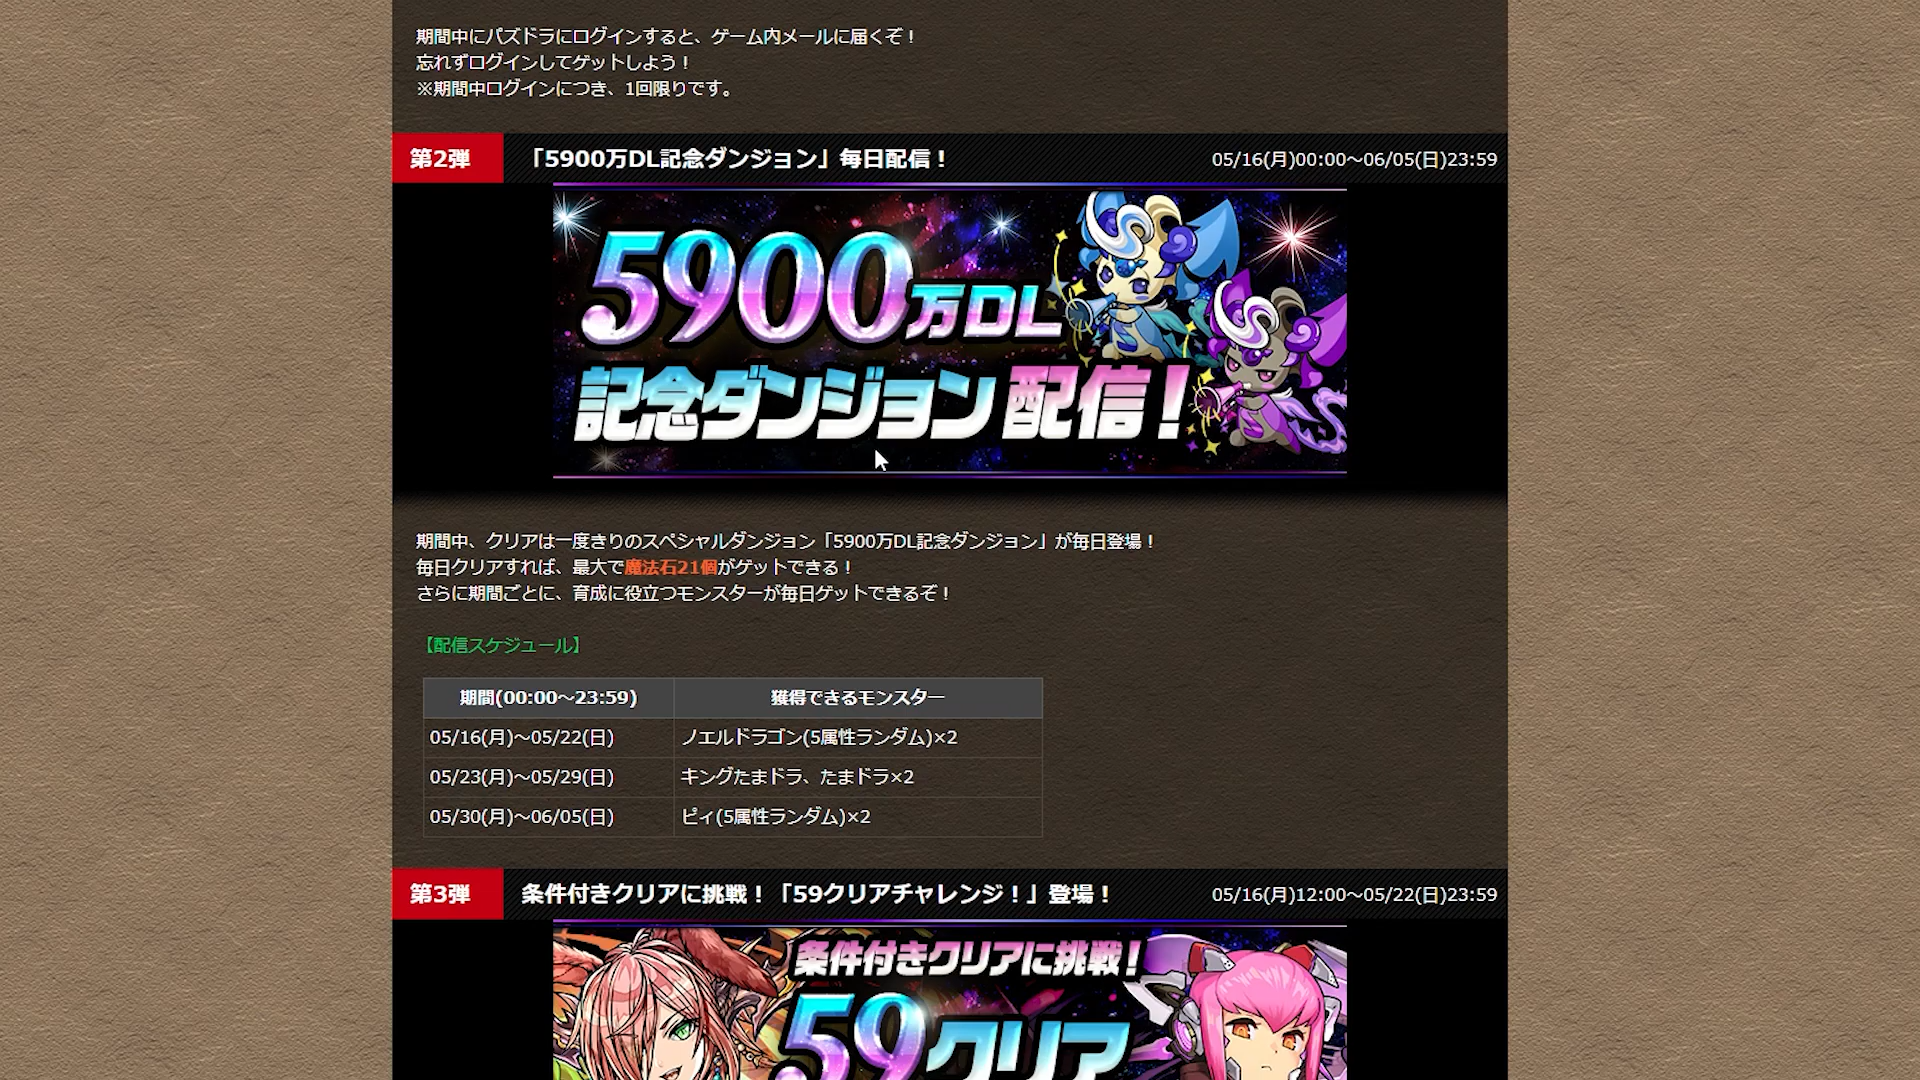 期間中にパズドラにログインすると、ゲーム内メールに届くぞ！
忘れずログインしてゲットしよう！
※期間中ログインにつき、1回限りです。
第2弾 「5900万DL記念ダンジョン」毎日配信！ 05/16(月)00:00～06/05(日)23:59
5900万DL
記念ダンジョン配信！
期間中、クリアは一度きりのスペシャルダンジョン「5900万DL記念ダンジョン」が毎日登場！
毎日クリアすれば、最大で魔法石21個がゲットできる！
さらに期間ごとに、育成に役立つモンスターが毎日ゲットできるぞ！
【配信スケジュール】
期間(00:00～23:59) 獲得できるモンスター
05/16(月)～05/22(日) ノエルドラゴン(5属性ランダム)×2
05/23(月)～05/29(日) キングたまドラ、たまドラ×2
05/30(月)～06/05(日) ピィ(5属性ランダム)×2
第3弾 条件付きクリアに挑戦！「59クリアチャレンジ！」登場！ 05/16(月)12:00～05/22(日)23:59
条件付きクリアに挑戦！
59クリア